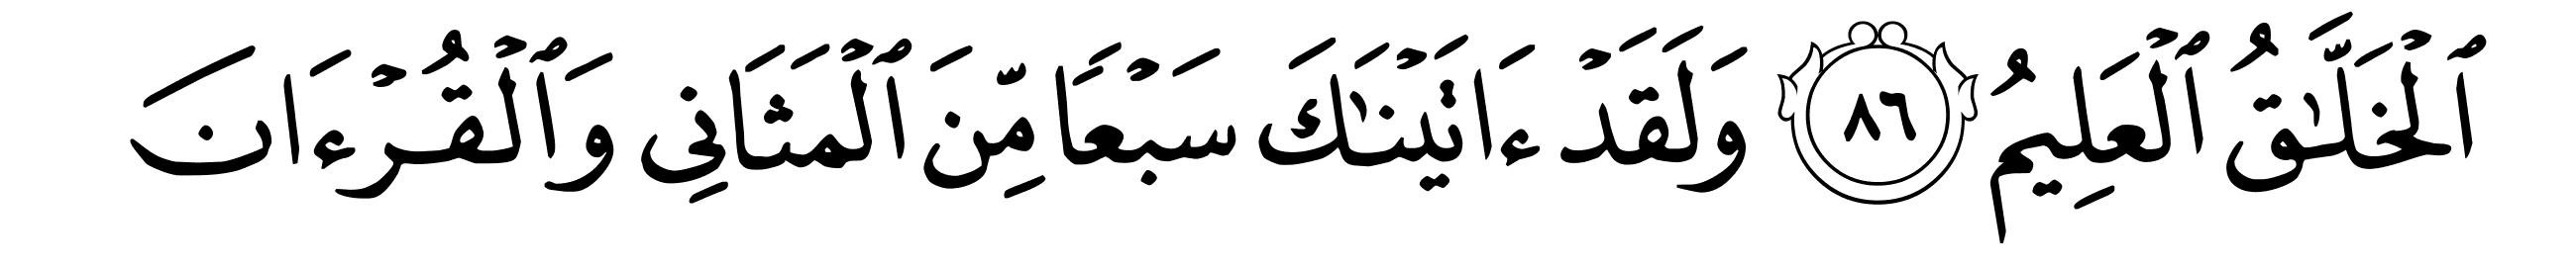 ٱلْخَلَّـٰقُ ٱلْعَلِيمُ ٨٦ وَلَقَدْ ءَاتَيْنَـٰكَ سَبْعًا مِّنَ ٱلْمَثَانِي وَٱلْقُرْءَانَ